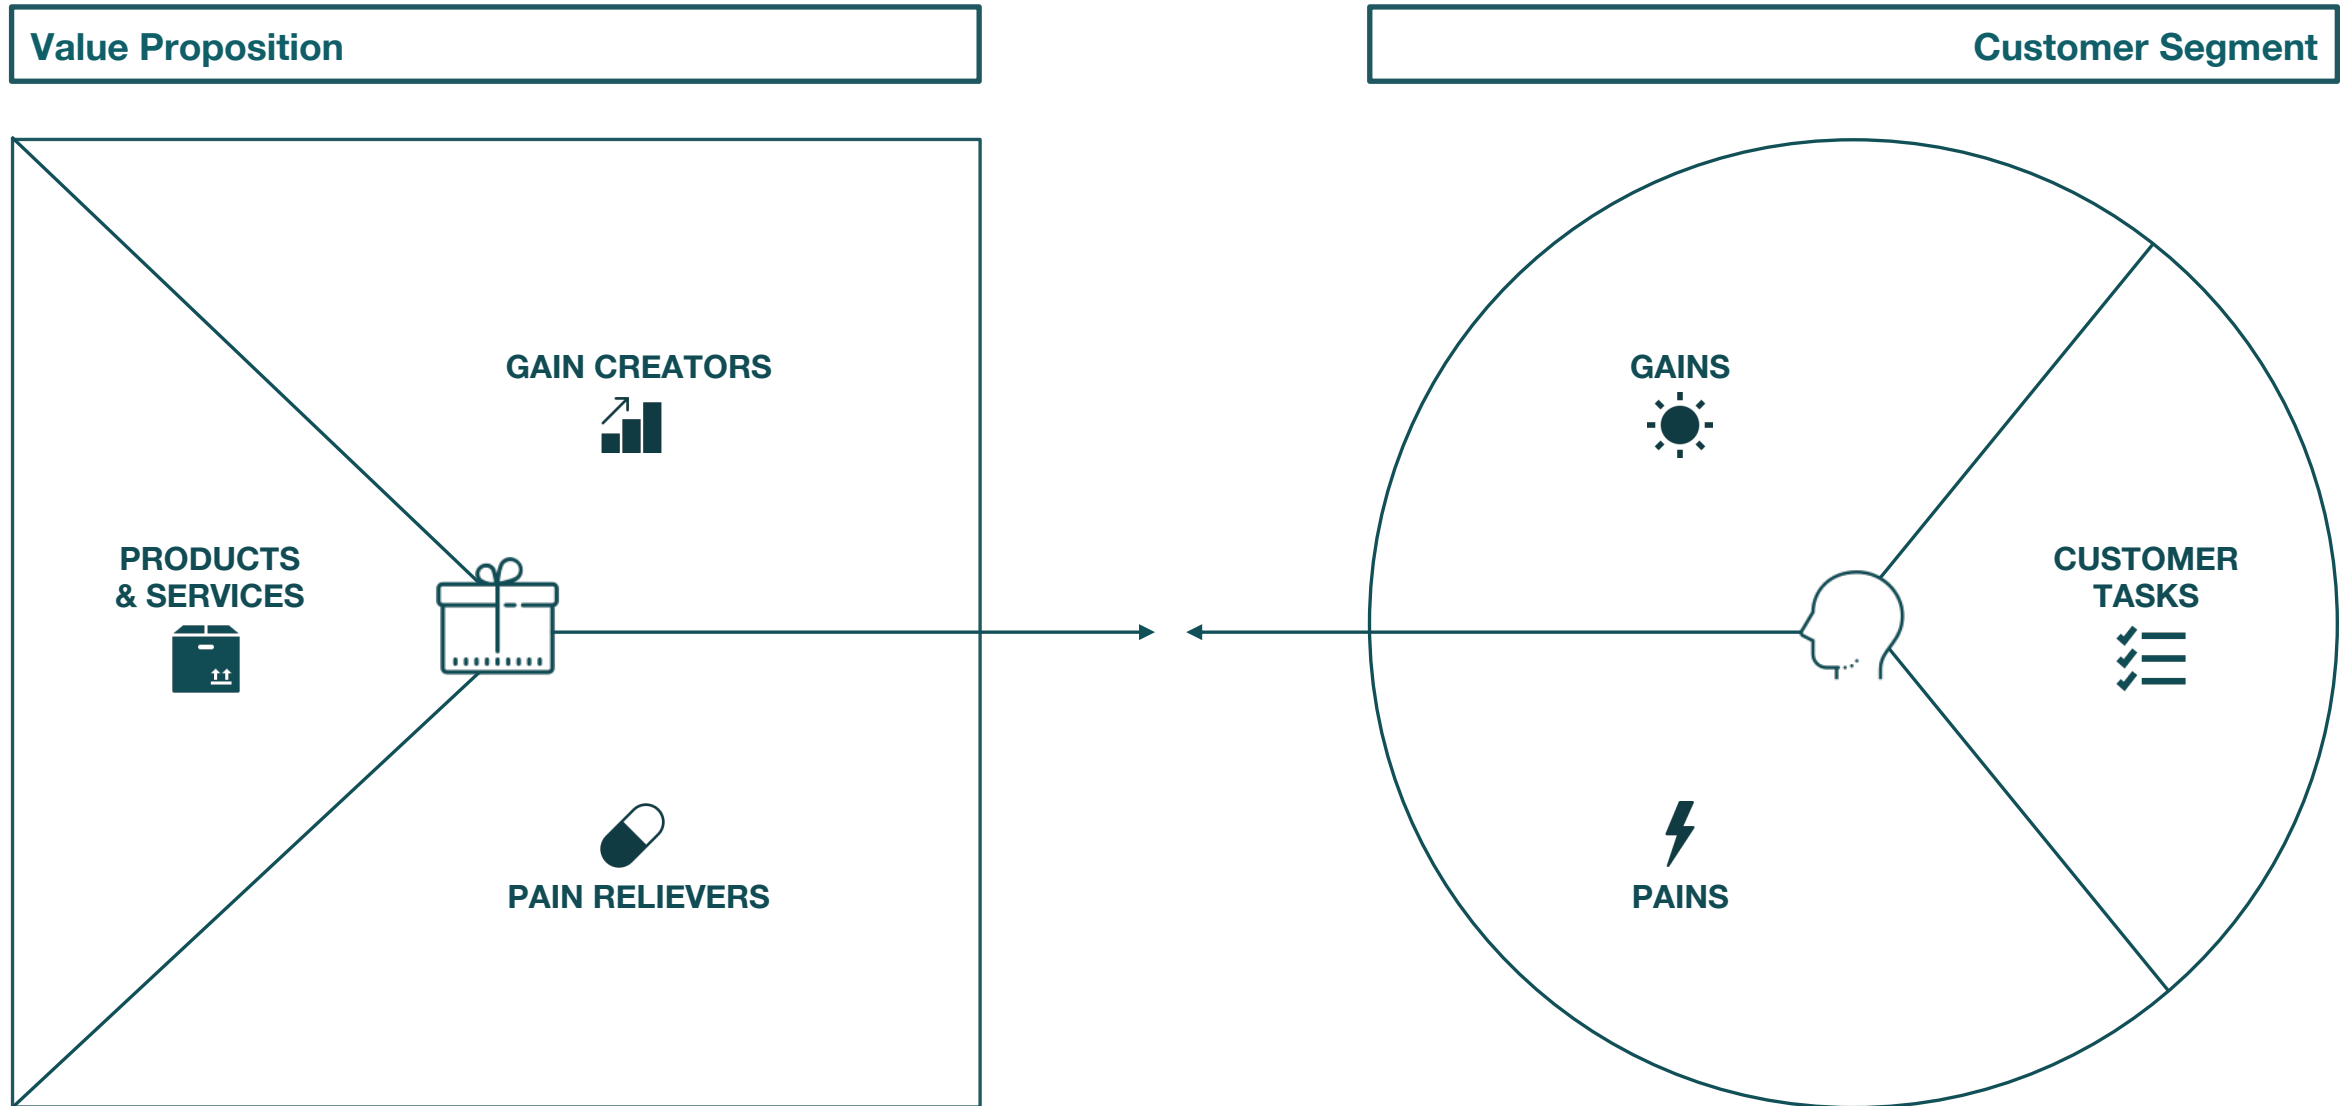 Value Proposition
Customer Segment
GAIN CREATORS
PRODUCTS
& SERVICES
PAIN RELIEVERS
GAINS
CUSTOMER
TASKS
PAINS